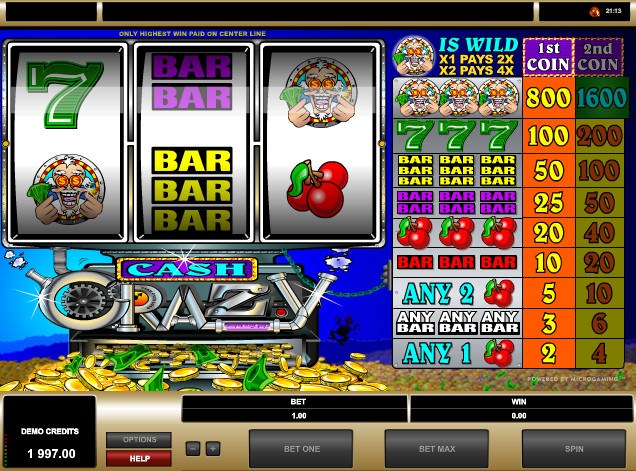 21:13
ONLY HIGHEST WIN PAID ON CENTER LINE
7
BAR
BAR
BAR
BAR
BAR
CASH
CRAZY
IS WILD
X1 PAYS 2X
X2 PAYS 4X
1st COIN
2nd COIN
800 1600
7 7 7 100 200
BAR BAR BAR
BAR BAR BAR 50 100
BAR BAR BAR
BAR BAR BAR 25 50
BAR BAR BAR
20 40
BAR BAR BAR 10 20
ANY 2 5 10
ANY BAR ANY BAR ANY BAR 3 6
ANY 1 2 4
POWERED BY MICROGAMING
BET
1.00
WIN
0.00
DEMO CREDITS
1 997.00
OPTIONS
HELP
− +
BET ONE
BET MAX
SPIN